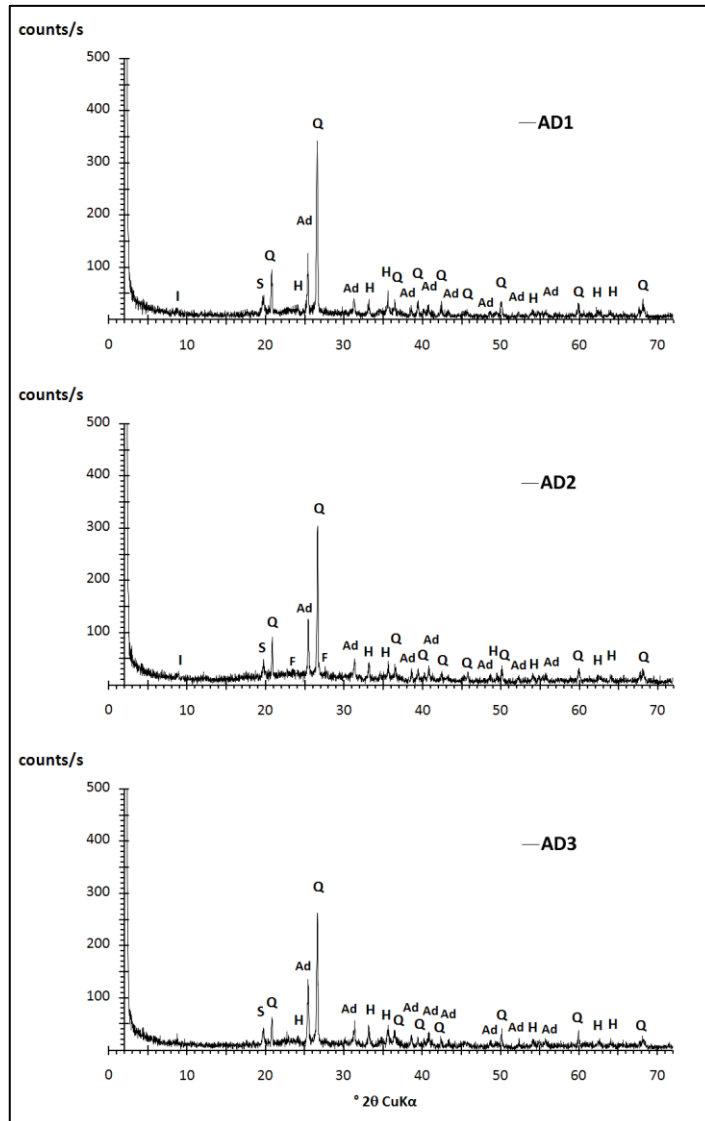 counts/s
500
—AD1
400
Q
300
200
Ad
Q
100
S
H
H Q Q Ad Q Q Q
I
Ad H Ad Ad Q Ad Ad H Ad Q H H
0
0 10 20 30 40 50 60 70
counts/s
500
—AD2
400
Q
300
200
Ad
Q
100
S
Ad H H Q Ad H Q Q Q
I F F Ad Q Q Q Ad Ad H Ad H H
0
0 10 20 30 40 50 60 70
counts/s
500
—AD3
400
Q
300
200
Ad
100
S Q
H
Ad H H Q Ad Q Ad Q Ad Q Q
Ad Ad H Ad H H Q
0
0 10 20 30 40 50 60 70
° 2θ CuKα